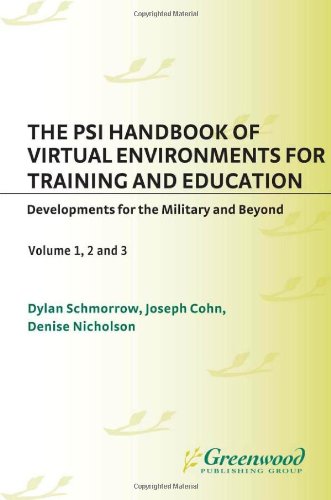 THE PSI HANDBOOK OF
VIRTUAL ENVIRONMENTS FOR
TRAINING AND EDUCATION
Developments for the Military and Beyond
Volume 1, 2 and 3
Dylan Schmorrow, Joseph Cohn,
Denise Nicholson
Greenwood
PUBLISHING GROUP